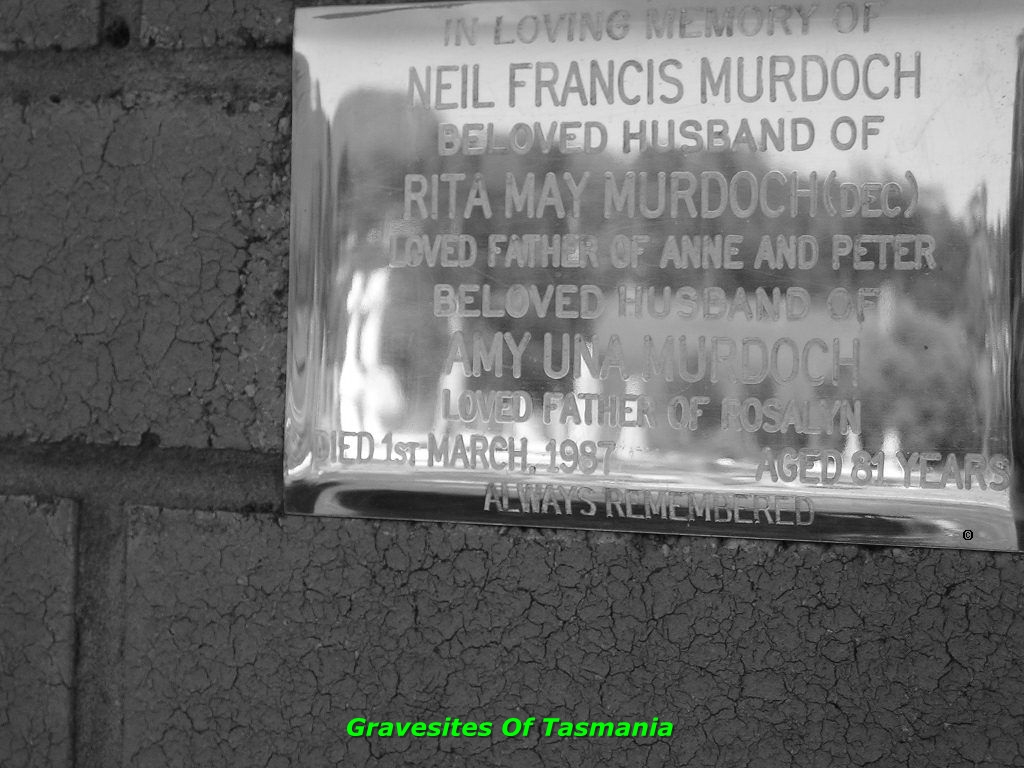 IN LOVING MEMORY OF
NEIL FRANCIS MURDOCH
BELOVED HUSBAND OF
RITA MAY MURDOCH (DEC)
LOVED FATHER OF ANNE AND PETER
BELOVED HUSBAND OF
AMY UNA MURDOCH
LOVED FATHER OF ROSALYN
DIED 1ST MARCH, 1987 AGED 81 YEARS
ALWAYS REMEMBERED
Gravesites Of Tasmania